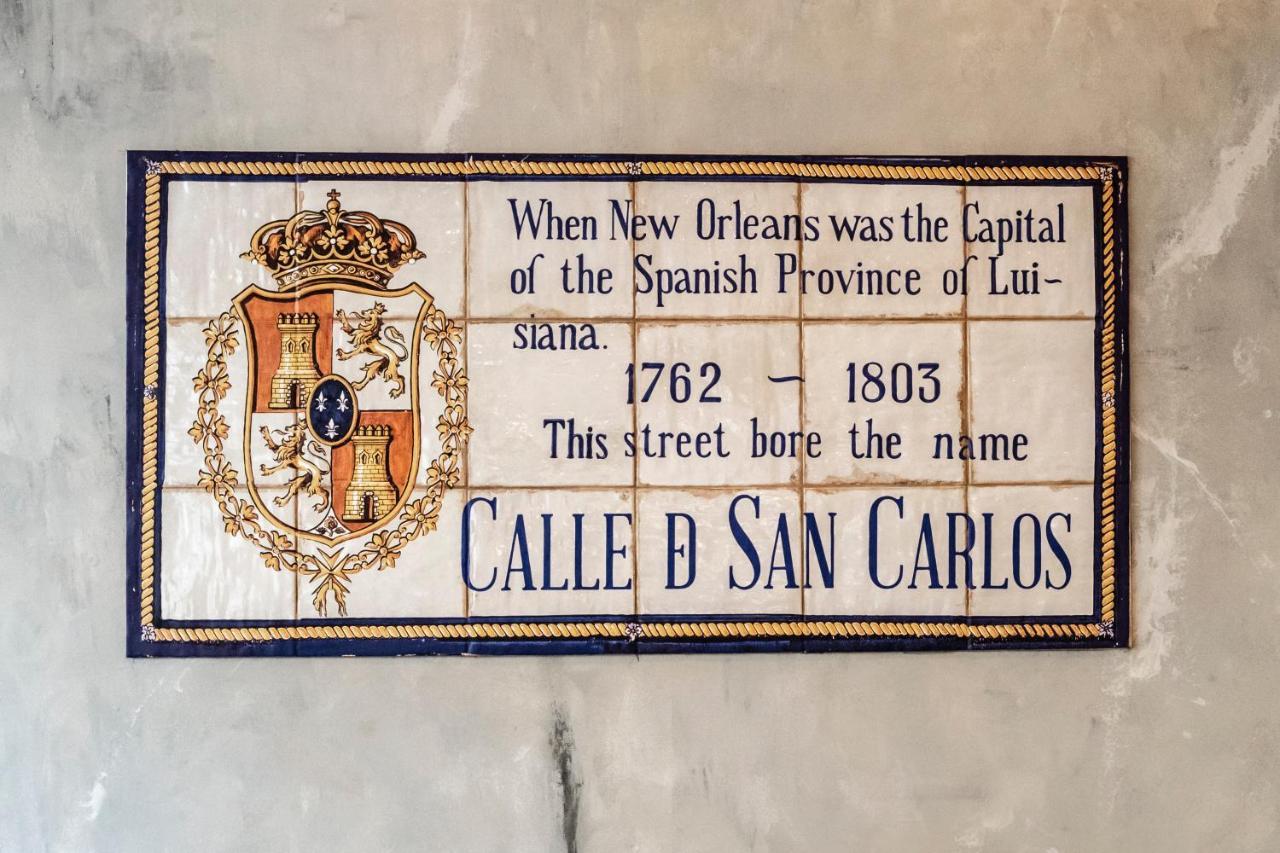 When New Orleans was the Capital
of the Spanish Province of Lui-
siana.
1762 ~ 1803
This street bore the name
CALLE Đ SAN CARLOS